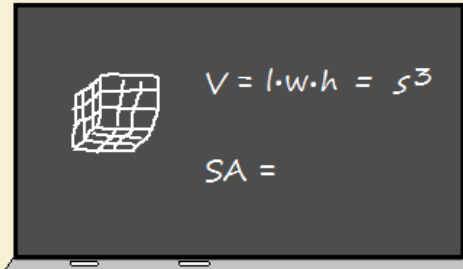 V = l·w·h = s³
SA =